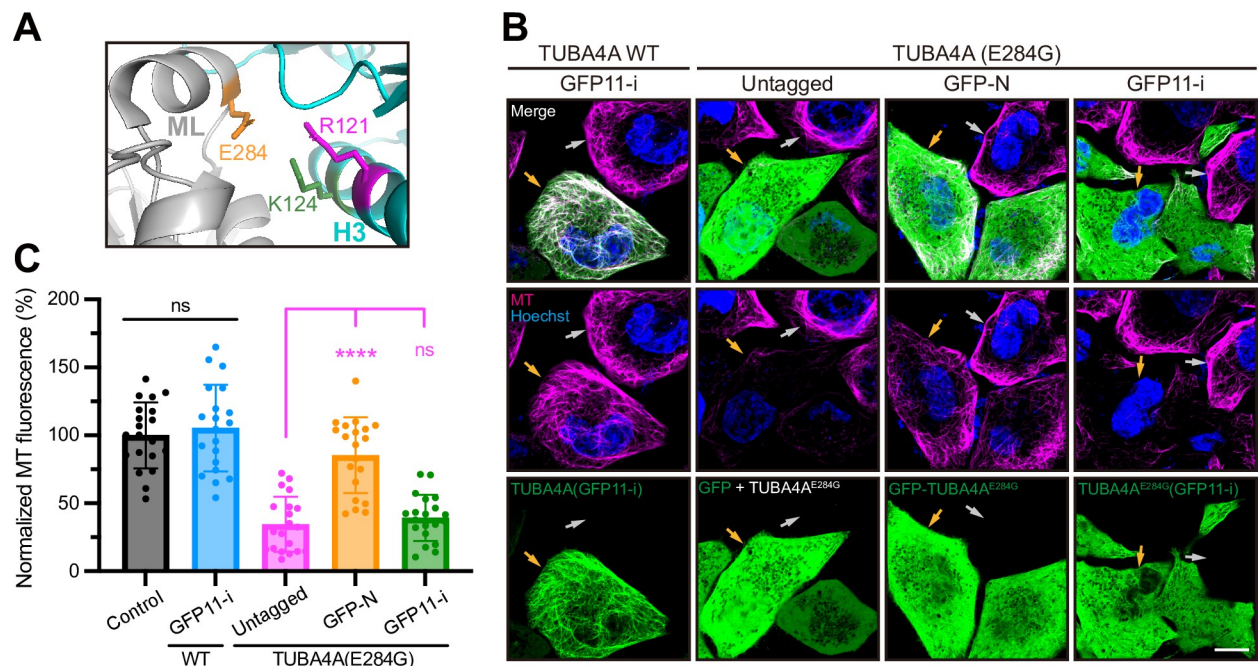 A
ML
E284
R121
K124
H3
B
TUBA4A WT
TUBA4A (E284G)
GFP11-i
Untagged
GFP-N
GFP11-i
Merge
MT
Hoechst
TUBA4A(GFP11-i)
GFP + TUBA4A^E284G
GFP-TUBA4A^E284G
TUBA4A^E284G(GFP11-i)
C
Normalized MT fluorescence (%)
200
150
100
50
0
ns
****
ns
Control
GFP11-i
Untagged
GFP-N
GFP11-i
WT
TUBA4A(E284G)